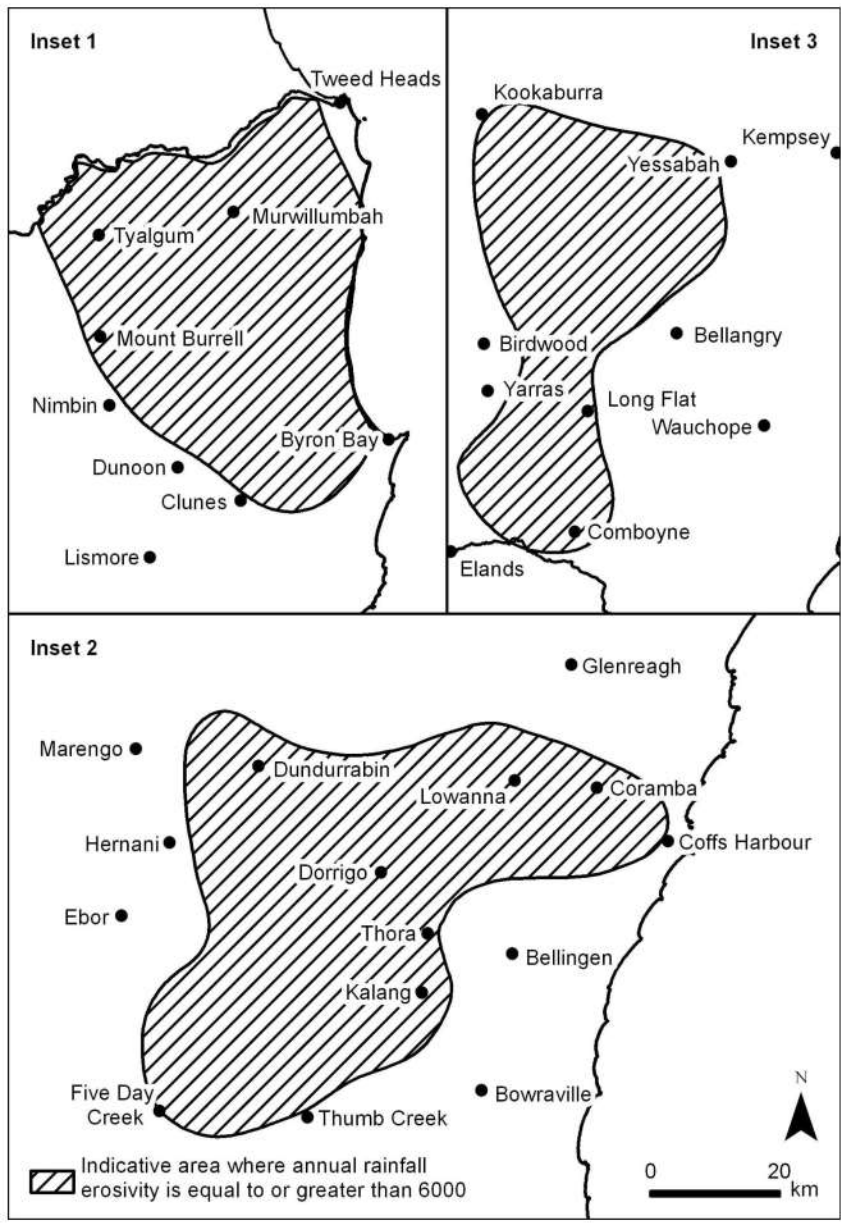 Inset 1
Tweed Heads
Murwillumbah
Tyalgum
Mount Burrell
Nimbin
Byron Bay
Dunoon
Clunes
Lismore
Inset 3
Kookaburra
Kempsey
Yessabah
Birdwood
Bellangry
Yarras
Long Flat
Wauchope
Comboyne
Elands
Inset 2
Glenreagh
Marengo
Dundurrabin
Lowanna
Coramba
Hernani
Coffs Harbour
Dorrigo
Ebor
Thora
Bellingen
Kalang
Five Day
Creek
Thumb Creek
Bowraville
N
Indicative area where annual rainfall
erosivity is equal to or greater than 6000
0 20
km